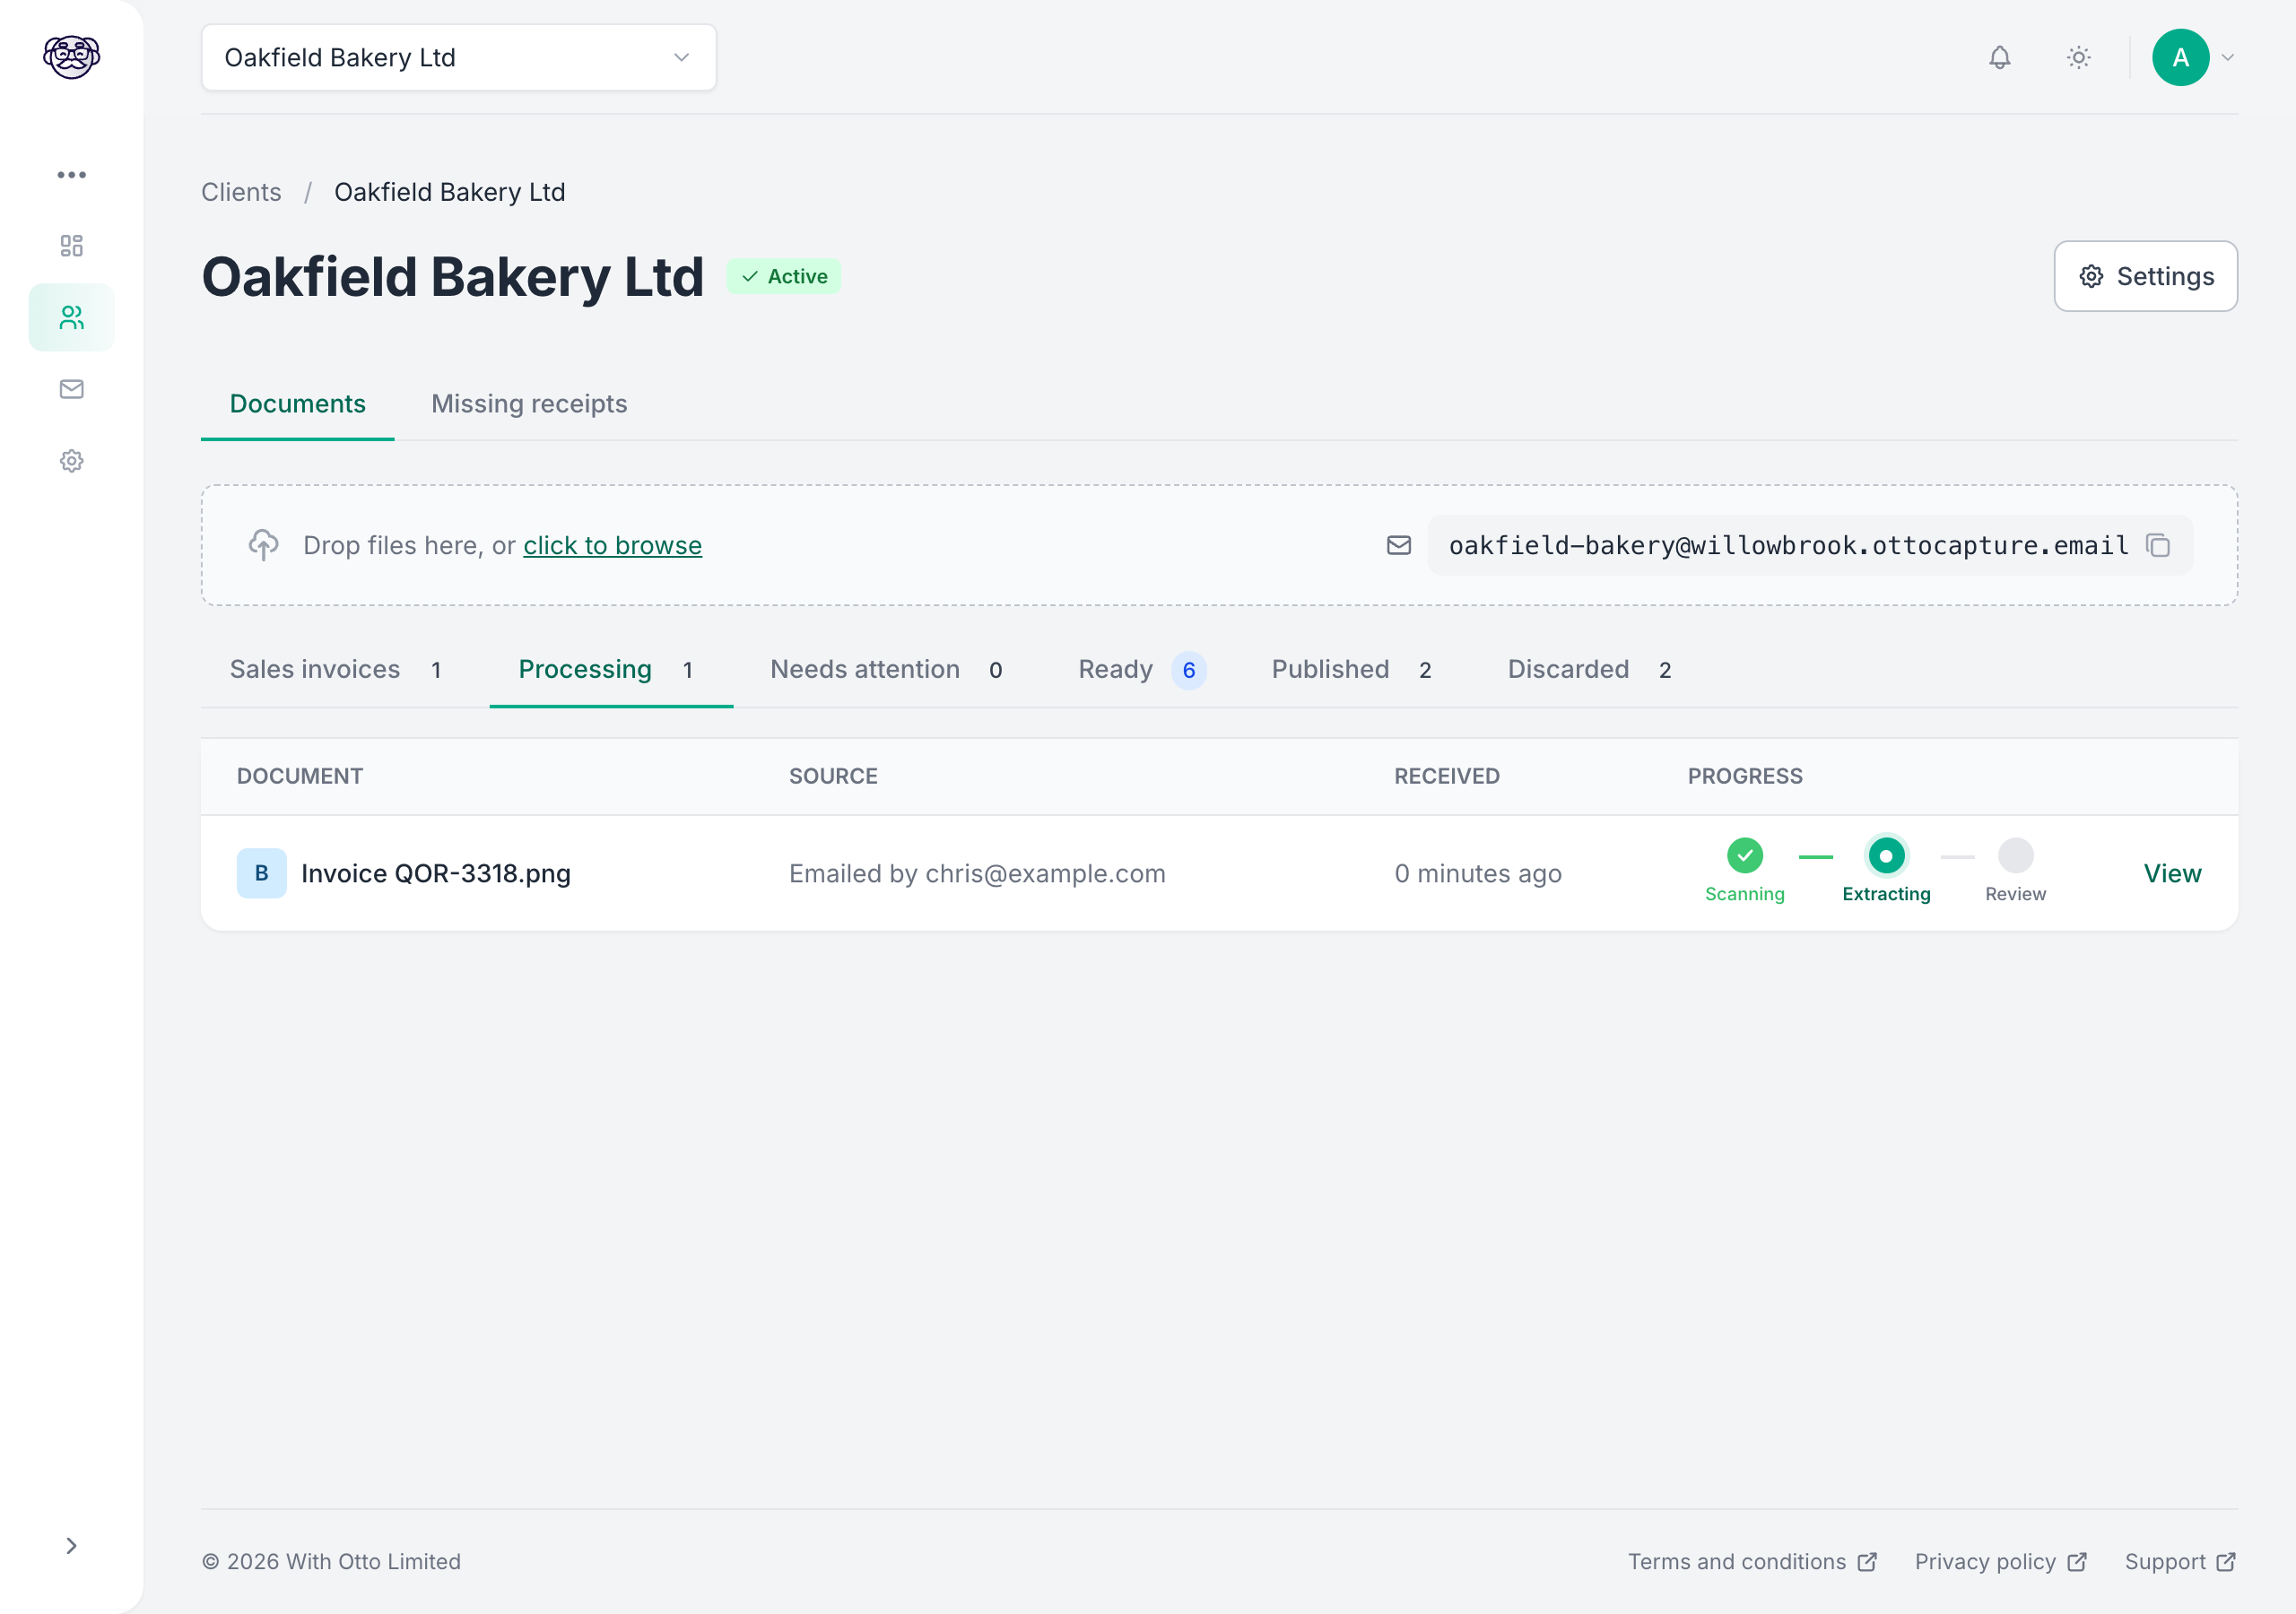 Oakfield Bakery Ltd
A
Clients / Oakfield Bakery Ltd
Oakfield Bakery Ltd
Active
Settings
Documents
Missing receipts
Drop files here, or click to browse
oakfield-bakery@willowbrook.ottocapture.email
Sales invoices 1
Processing 1
Needs attention 0
Ready 6
Published 2
Discarded 2
DOCUMENT SOURCE RECEIVED PROGRESS
B Invoice QOR-3318.png
Emailed by chris@example.com
0 minutes ago
Scanning
Extracting
Review
View
© 2026 With Otto Limited
Terms and conditions
Privacy policy
Support